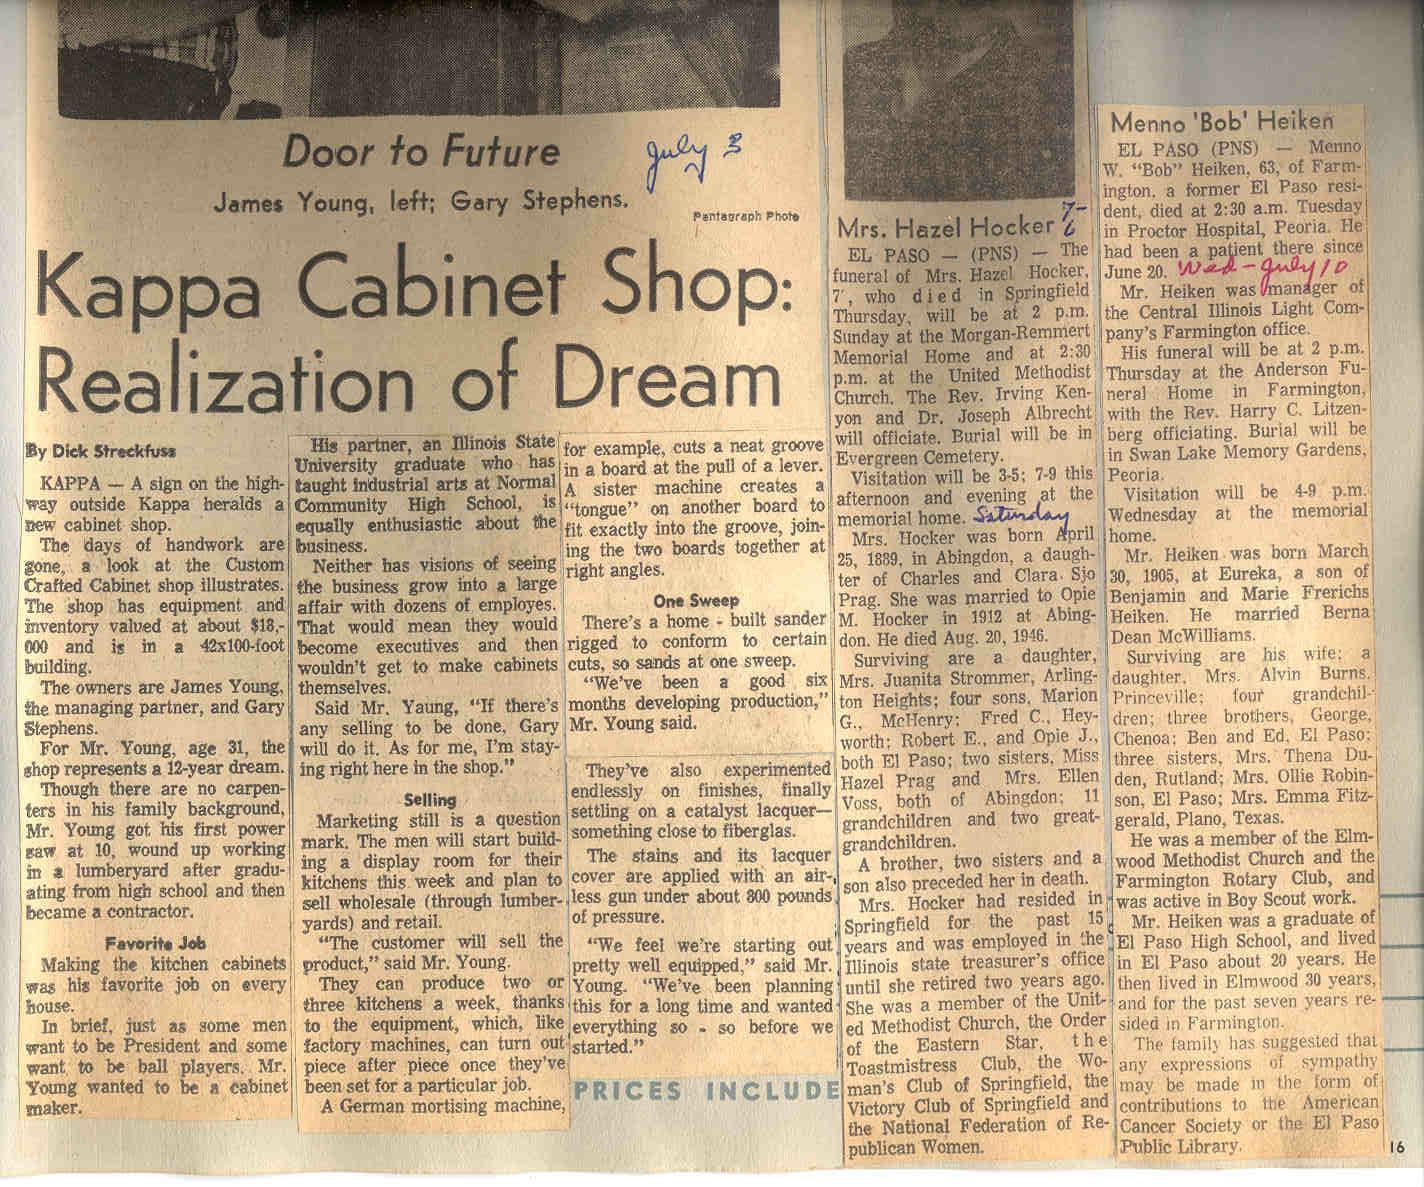 Door to Future
July 3
James Young, left; Gary Stephens.
Pantagraph Photo
Kappa Cabinet Shop:
Realization of Dream
By Dick Streckfuss
KAPPA — A sign on the high-
way outside Kappa heralds a
new cabinet shop.
The days of handwork are
gone, a look at the Custom
Crafted Cabinet shop illustrates.
The shop has equipment and
inventory valued at about $18,-
000 and is in a 42x100-foot
building.
The owners are James Young,
the managing partner, and Gary
Stephens.
For Mr. Young, age 31, the
shop represents a 12-year dream.
Though there are no carpen-
ters in his family background,
Mr. Young got his first power
saw at 10, wound up working
in a lumberyard after gradu-
ating from high school and then
became a contractor.
Favorite Job
Making the kitchen cabinets
was his favorite job on every
house.
In brief, just as some men
want to be President and some
want to be ball players, Mr.
Young wanted to be a cabinet
maker.
His partner, an Illinois State
University graduate who has
taught industrial arts at Normal
Community High School, is
equally enthusiastic about the
business.
Neither has visions of seeing
the business grow into a large
affair with dozens of employes.
That would mean they would
become executives and then
wouldn't get to make cabinets
themselves.
Said Mr. Yaung, "If there's
any selling to be done, Gary
will do it. As for me, I'm stay-
ing right here in the shop."
Selling
Marketing still is a question
mark. The men will start build-
ing a display room for their
kitchens this week and plan to
sell wholesale (through lumber-
yards) and retail.
"The customer will sell the
product," said Mr. Young.
They can produce two or
three kitchens a week, thanks
to the equipment, which, like
factory machines, can turn out
piece after piece once they've
been set for a particular job.
A German mortising machine,
for example, cuts a neat groove
in a board at the pull of a lever.
A sister machine creates a
"tongue" on another board to
fit exactly into the groove, join-
ing the two boards together at
right angles.
One Sweep
There's a home - built sander
rigged to conform to certain
cuts, so sands at one sweep.
"We've been a good six
months developing production,"
Mr. Young said.
They've also experimented
endlessly on finishes, finally
settling on a catalyst lacquer—
something close to fiberglas.
The stains and its lacquer
cover are applied with an air-
less gun under about 800 pounds
of pressure.
"We feel we're starting out
pretty well equipped," said Mr.
Young. "We've been planning
this for a long time and wanted
everything so - so before we
started."
PRICES INCLUDE
Mrs. Hazel Hocker
7-6
EL PASO — (PNS) — The
funeral of Mrs. Hazel Hocker,
7, who died in Springfield
Thursday, will be at 2 p.m.
Sunday at the Morgan-Remmert
Memorial Home and at 2:30
p.m. at the United Methodist
Church. The Rev. Irving Ken-
yon and Dr. Joseph Albrecht
will officiate. Burial will be in
Evergreen Cemetery.
Visitation will be 3-5; 7-9 this
afternoon and evening at the
memorial home. Saturday
Mrs. Hocker was born April
25, 1889, in Abingdon, a daugh-
ter of Charles and Clara Sjo
Prag. She was married to Opie
M. Hocker in 1912 at Abing-
don. He died Aug. 20, 1946.
Surviving are a daughter,
Mrs. Juanita Strommer, Arling-
ton Heights; four sons, Marion
G., McHenry; Fred C., Hey-
worth; Robert E., and Opie J.,
both El Paso; two sisters, Miss
Hazel Prag and Mrs. Ellen
Voss, both of Abingdon; 11
grandchildren and two great-
grandchildren.
A brother, two sisters and a
son also preceded her in death.
Mrs. Hocker had resided in
Springfield for the past 15
years and was employed in the
Illinois state treasurer's office
until she retired two years ago.
She was a member of the Unit-
ed Methodist Church, the Order
of the Eastern Star, the
Toastmistress Club, the Wo-
man's Club of Springfield, the
Victory Club of Springfield and
the National Federation of Re-
publican Women.
Menno 'Bob' Heiken
EL PASO (PNS) — Menno
W. "Bob" Heiken, 63, of Farm-
ington, a former El Paso resi-
dent, died at 2:30 a.m. Tuesday
in Proctor Hospital, Peoria. He
had been a patient there since
June 20. Wed - July 10
Mr. Heiken was manager of
the Central Illinois Light Com-
pany's Farmington office.
His funeral will be at 2 p.m.
Thursday at the Anderson Fu-
neral Home in Farmington,
with the Rev. Harry C. Litzen-
berg officiating. Burial will be
in Swan Lake Memory Gardens,
Peoria.
Visitation will be 4-9 p.m.
Wednesday at the memorial
home.
Mr. Heiken was born March
30, 1905, at Eureka, a son of
Benjamin and Marie Frerichs
Heiken. He married Berna
Dean McWilliams.
Surviving are his wife; a
daughter, Mrs. Alvin Burns,
Princeville; four grandchil-
dren; three brothers, George,
Chenoa; Ben and Ed, El Paso;
three sisters, Mrs. Thena Du-
den, Rutland; Mrs. Ollie Robin-
son, El Paso; Mrs. Emma Fitz-
gerald, Plano, Texas.
He was a member of the Elm-
wood Methodist Church and the
Farmington Rotary Club, and
was active in Boy Scout work.
Mr. Heiken was a graduate of
El Paso High School, and lived
in El Paso about 20 years. He
then lived in Elmwood 30 years,
and for the past seven years re-
sided in Farmington.
The family has suggested that
any expressions of sympathy
may be made in the form of
contributions to the American
Cancer Society or the El Paso
Public Library.
16